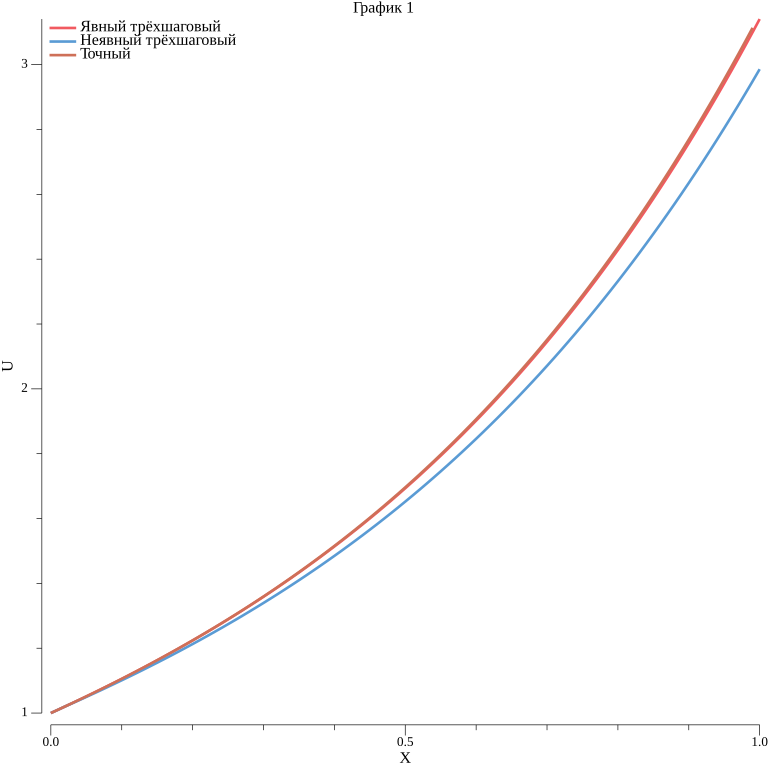 График 1
Явный трёхшаговый
Неявный трёхшаговый
Точный
3
2
1
U
0.0
0.5
1.0
X